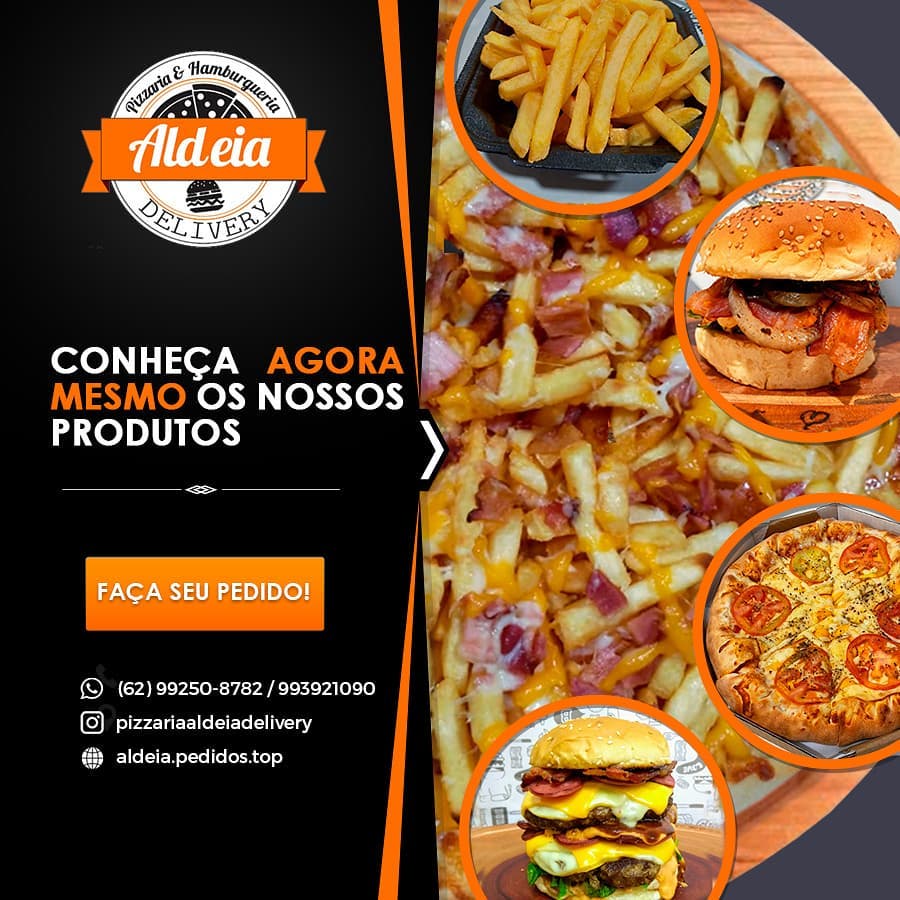 Pizzaria & Hamburgueria
Aldeia
DELIVERY
CONHEÇA AGORA
MESMO OS NOSSOS
PRODUTOS
FAÇA SEU PEDIDO!
(62) 99250-8782 / 993921090
pizzariaaldeiadelivery
aldeia.pedidos.top